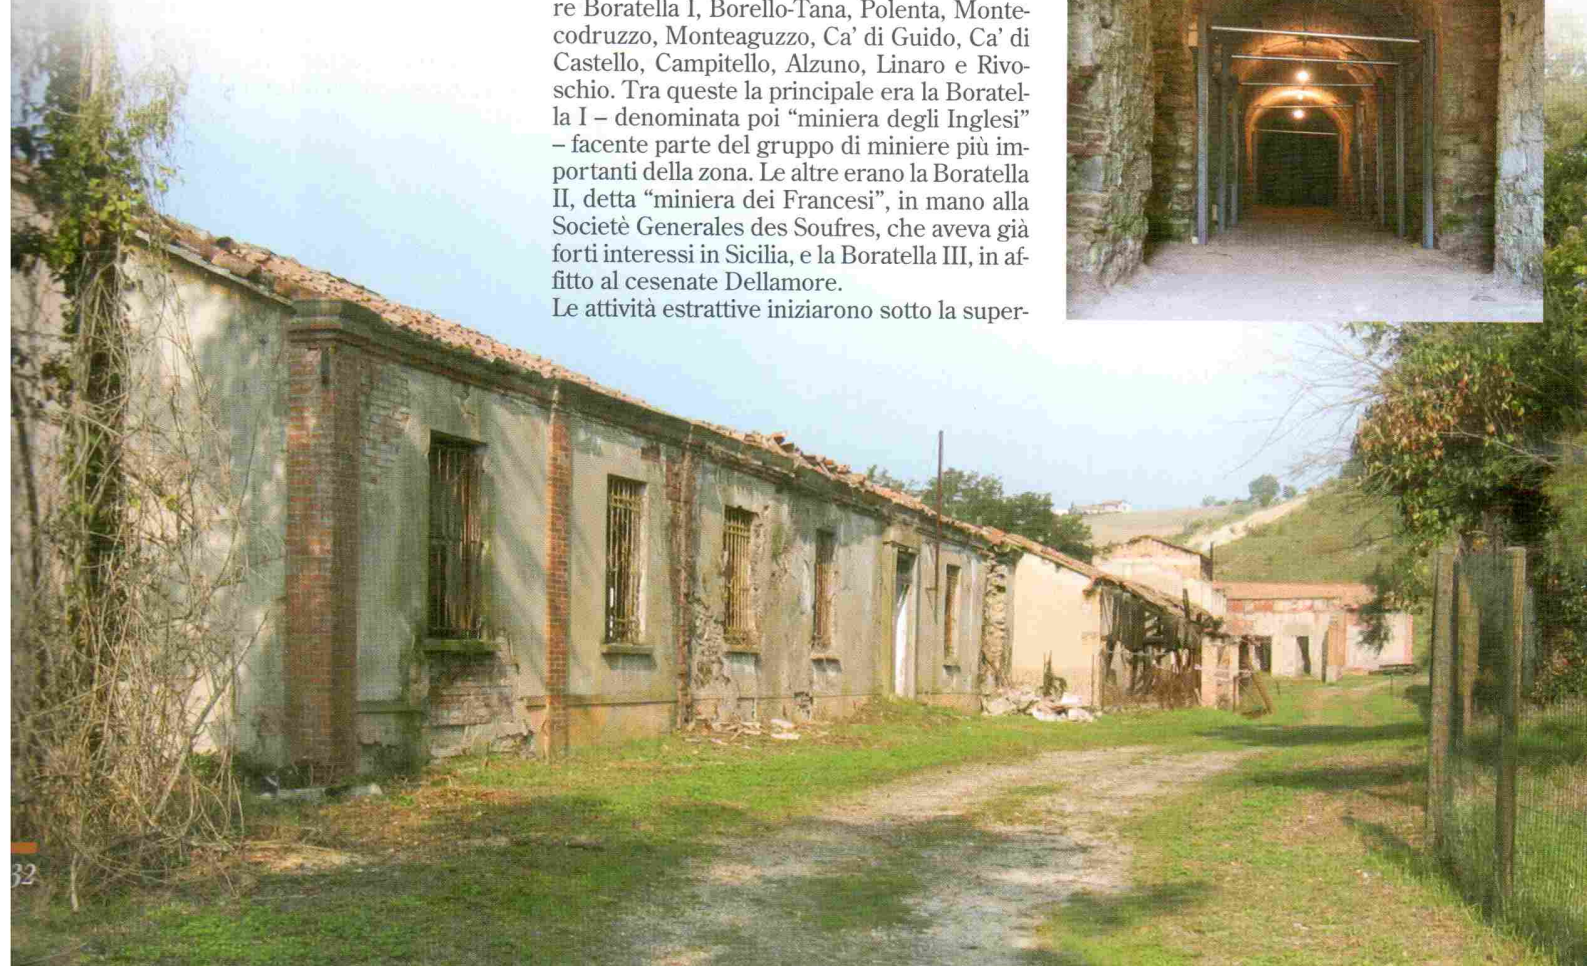 re Boratella I, Borello-Tana, Polenta, Monte-
codruzzo, Monteaguzzo, Ca' di Guido, Ca' di
Castello, Campitello, Alzuno, Linaro e Rivo-
schio. Tra queste la principale era la Boratel-
la I – denominata poi “miniera degli Inglesi”
– facente parte del gruppo di miniere più im-
portanti della zona. Le altre erano la Boratella
II, detta “miniera dei Francesi”, in mano alla
Societè Generales des Soufres, che aveva già
forti interessi in Sicilia, e la Boratella III, in af-
fitto al cesenate Dellamore.
Le attività estrattive iniziarono sotto la super-
32